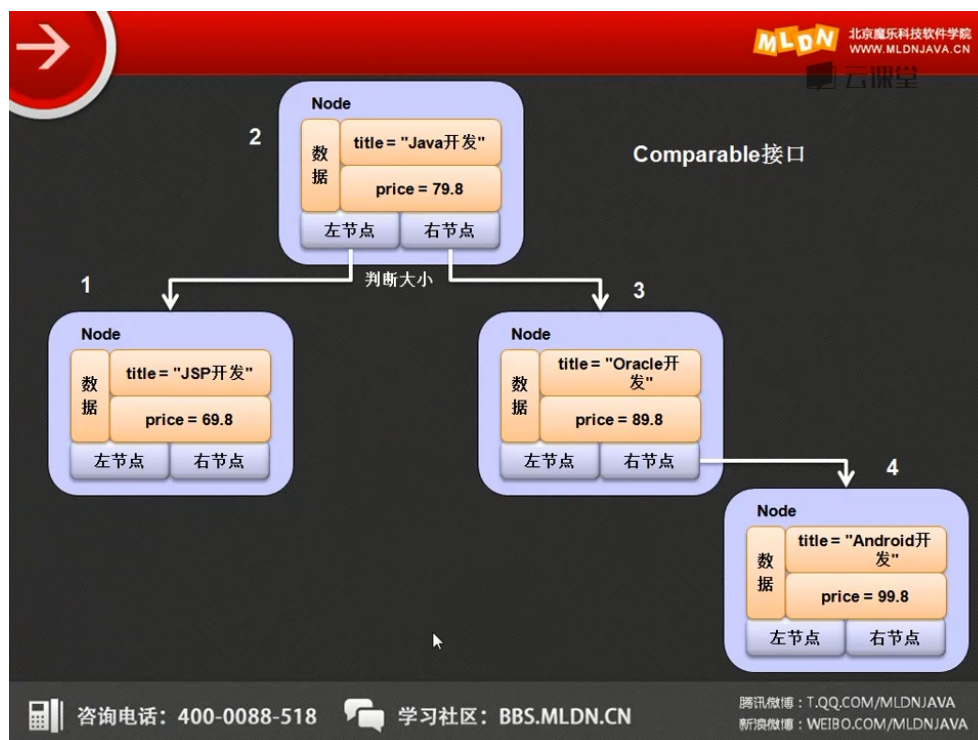 MLDN
北京魔乐科技软件学院
WWW.MLDNJAVA.CN
云课堂
Comparable接口
2
Node
数据
title = "Java开发"
price = 79.8
左节点
右节点
判断大小
1
Node
数据
title = "JSP开发"
price = 69.8
左节点
右节点
3
Node
数据
title = "Oracle开
发"
price = 89.8
左节点
右节点
4
Node
数据
title = "Android开
发"
price = 99.8
左节点
右节点
咨询电话：400-0088-518
学习社区：BBS.MLDN.CN
腾讯微博：T.QQ.COM/MLDNJAVA
新浪微博：WEIBO.COM/MLDNJAVA